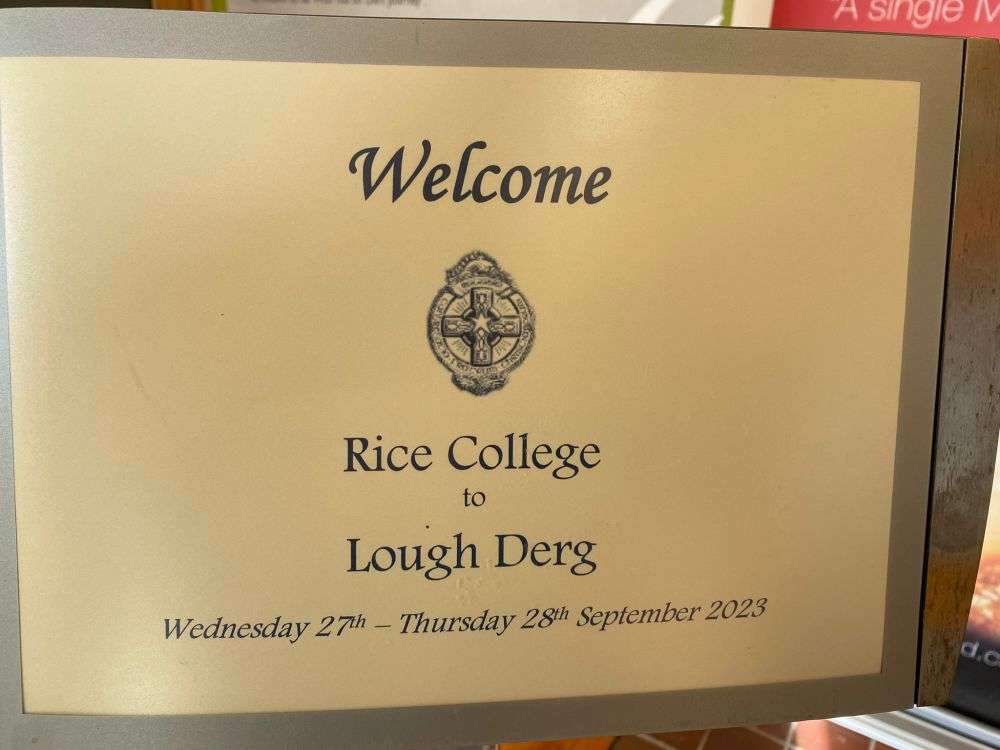 "A single
Welcome
Rice College
to
Lough Derg
Wednesday 27th – Thursday 28th September 2023